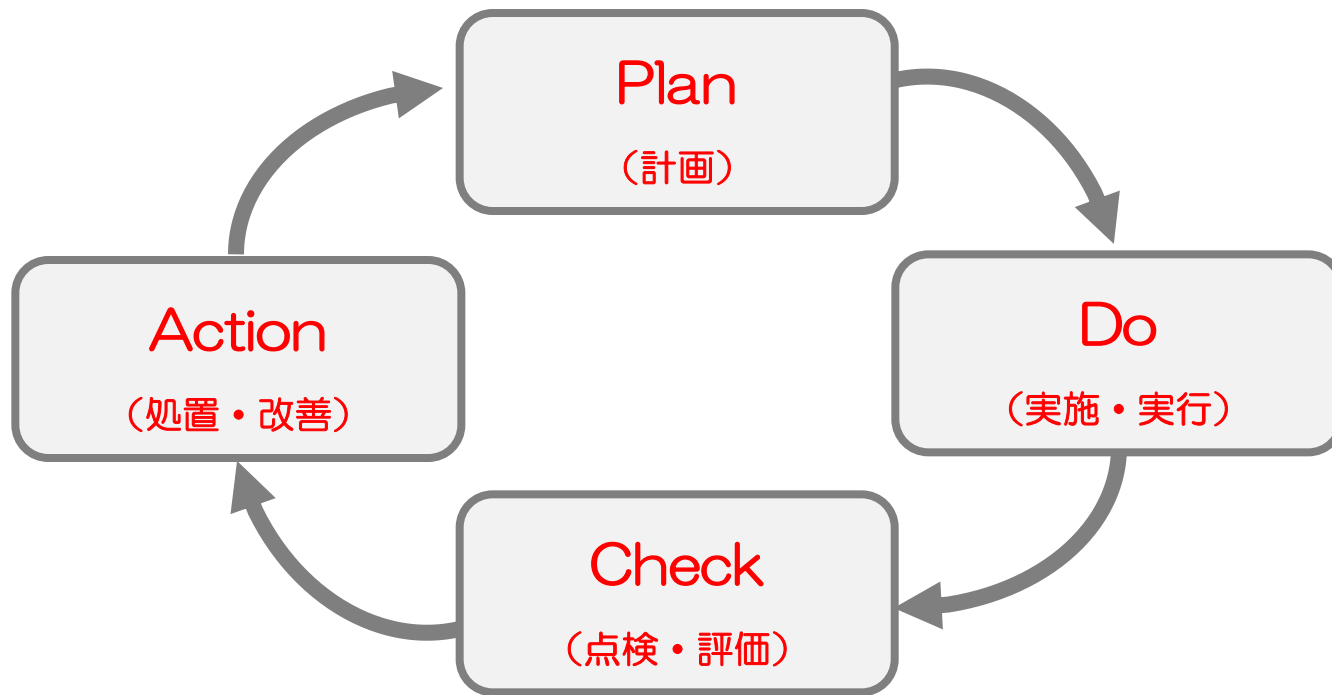 Plan
（計画）
Do
（実施・実行）
Check
（点検・評価）
Action
（処置・改善）